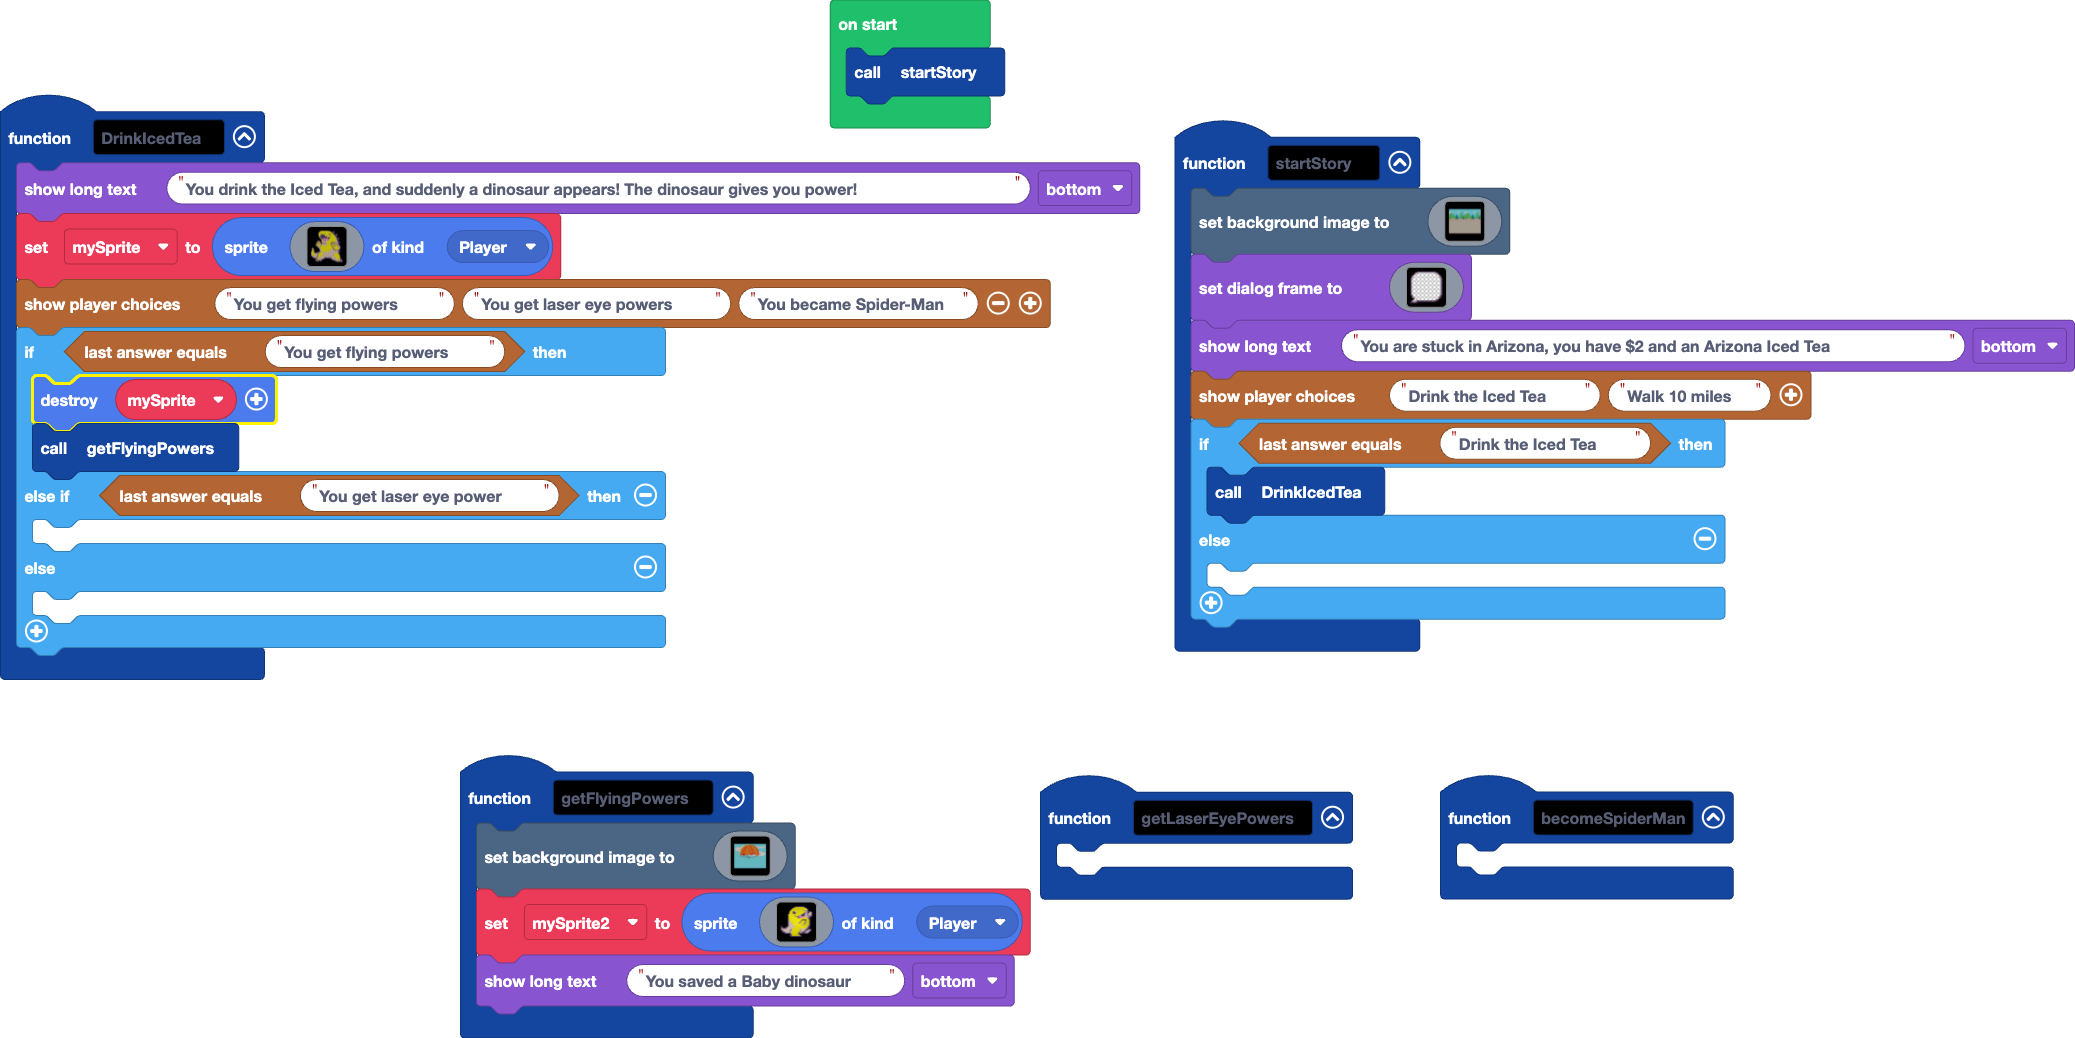 on start
call startStory
function DrinkIcedTea
show long text "You drink the Iced Tea, and suddenly a dinosaur appears! The dinosaur gives you power!" bottom
set mySprite to sprite of kind Player
show player choices "You get flying powers" "You get laser eye powers" "You became Spider-Man"
if last answer equals "You get flying powers" then
destroy mySprite
call getFlyingPowers
else if last answer equals "You get laser eye power" then
else
function startStory
set background image to
set dialog frame to
show long text "You are stuck in Arizona, you have $2 and an Arizona Iced Tea" bottom
show player choices "Drink the Iced Tea" "Walk 10 miles"
if last answer equals "Drink the Iced Tea" then
call DrinkIcedTea
else
function getFlyingPowers
set background image to
set mySprite2 to sprite of kind Player
show long text "You saved a Baby dinosaur" bottom
function getLaserEyePowers
function becomeSpiderMan